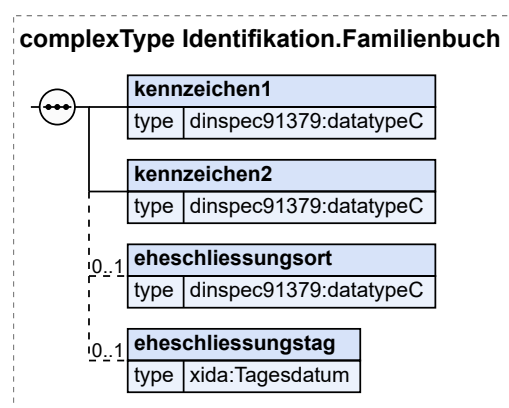 complexType Identifikation.Familienbuch
kennzeichen1
type dinspec91379:datatypeC
kennzeichen2
type dinspec91379:datatypeC
0..1 eheschliessungsort
type dinspec91379:datatypeC
0..1 eheschliessungstag
type xida:Tagesdatum